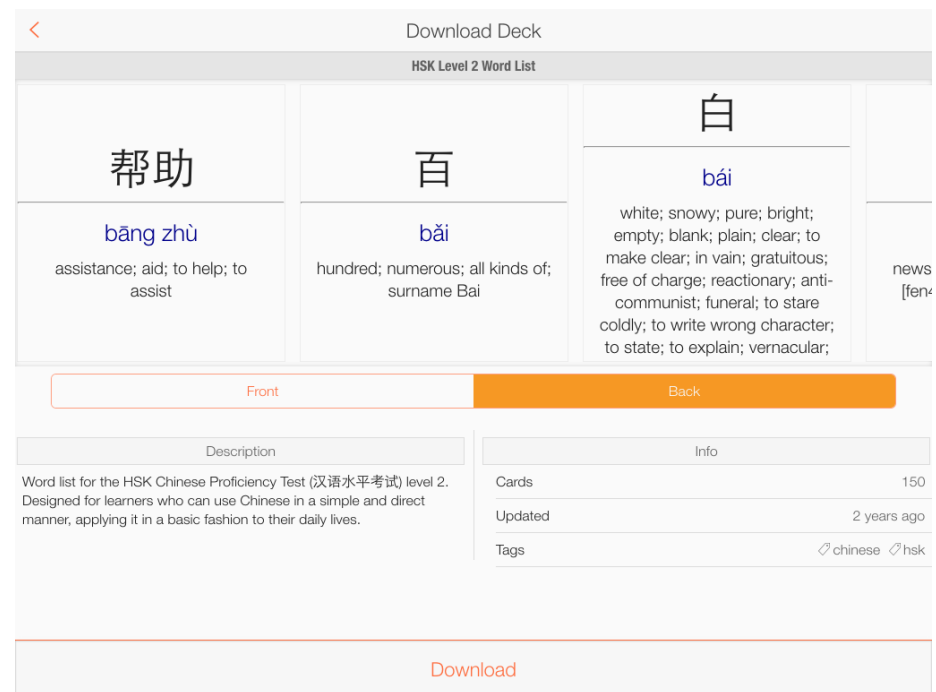 Download Deck
HSK Level 2 Word List
帮助
bāng zhù
assistance; aid; to help; to
assist
百
bǎi
hundred; numerous; all kinds of;
surname Bai
白
bái
white; snowy; pure; bright;
empty; blank; plain; clear; to
make clear; in vain; gratuitous;
free of charge; reactionary; anti-
communist; funeral; to stare
coldly; to write wrong character;
to state; to explain; vernacular;
news
[fen4
Front
Back
Description
Word list for the HSK Chinese Proficiency Test (汉语水平考试) level 2.
Designed for learners who can use Chinese in a simple and direct
manner, applying it in a basic fashion to their daily lives.
Info
Cards 150
Updated 2 years ago
Tags chinese hsk
Download